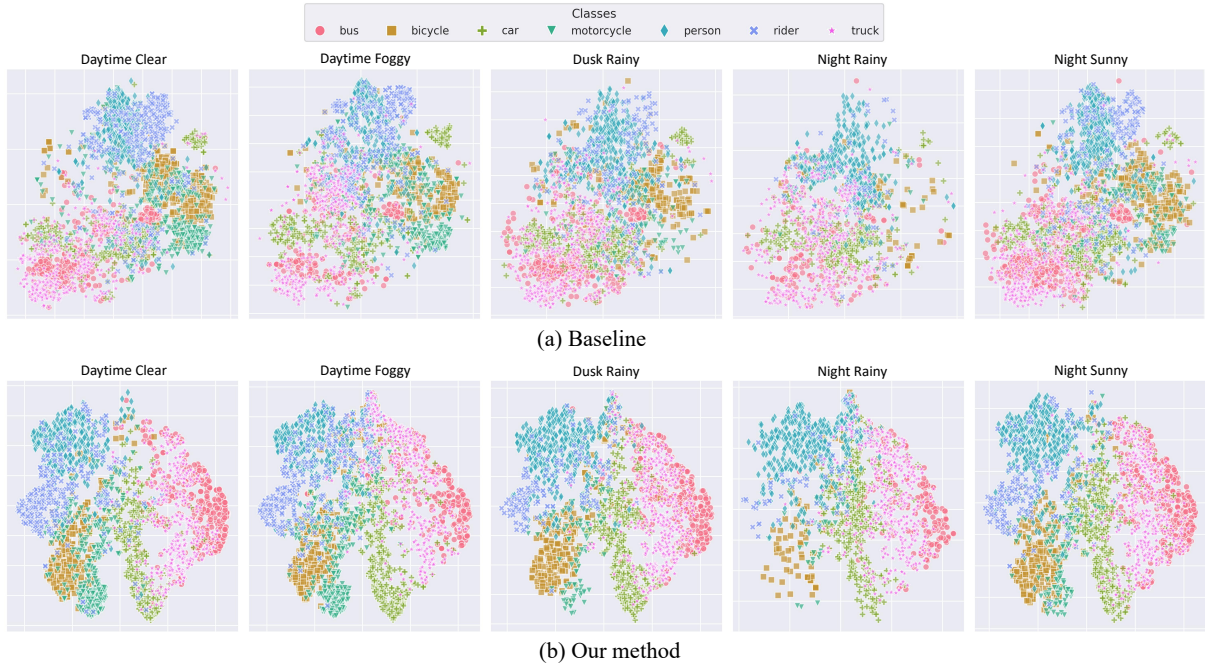 Classes
bus bicycle car motorcycle person rider truck
Daytime Clear Daytime Foggy Dusk Rainy Night Rainy Night Sunny
(a) Baseline
Daytime Clear Daytime Foggy Dusk Rainy Night Rainy Night Sunny
(b) Our method